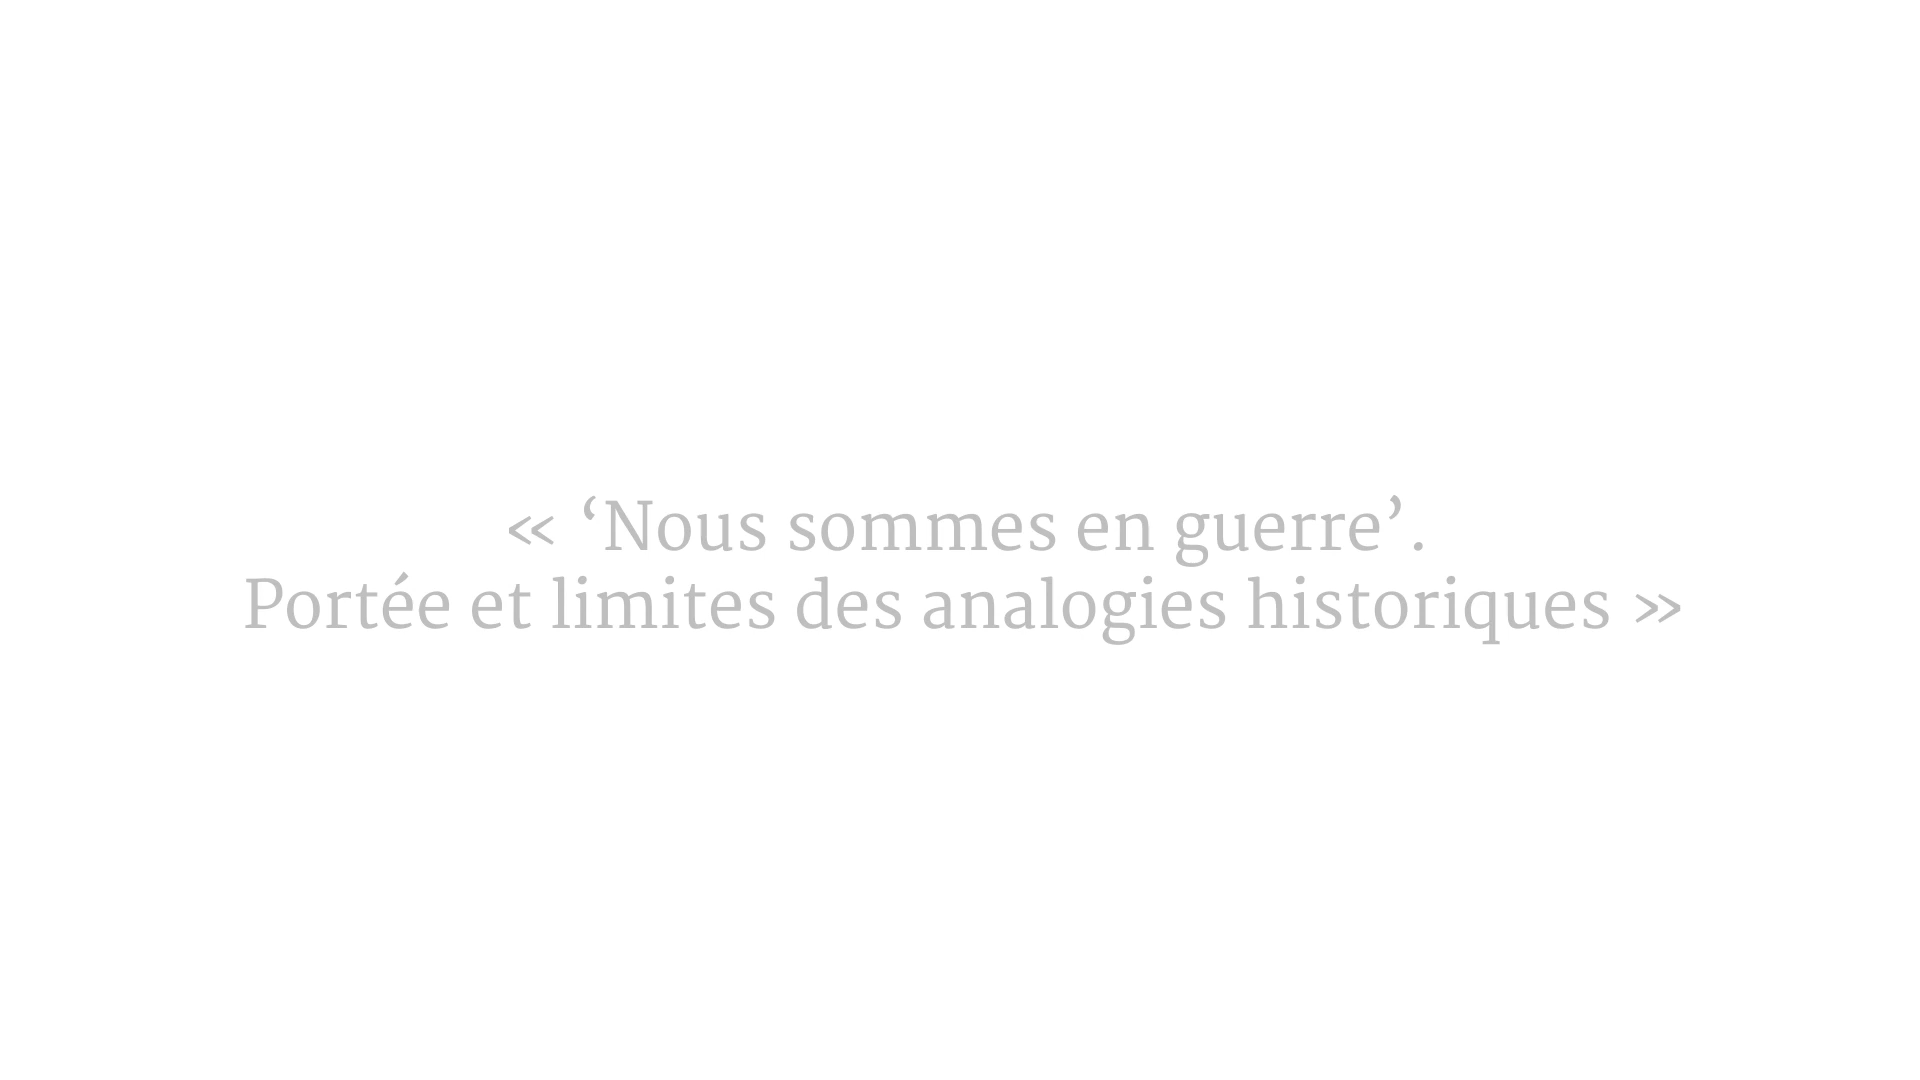 « ‘Nous sommes en guerre’.
Portée et limites des analogies historiques »